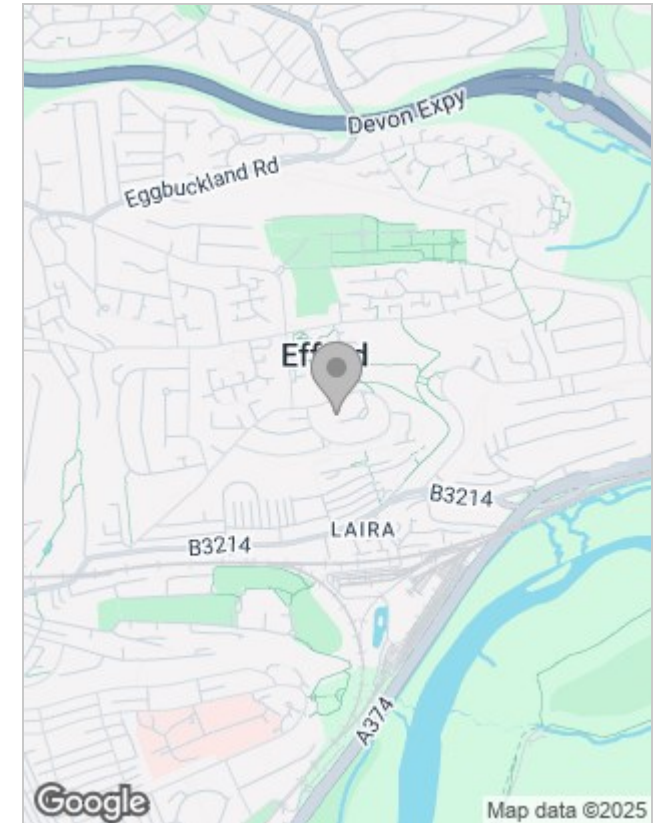 Devon Expy
Eggbuckland Rd
B3214
LAIRA
B3214
A374
Google
Map data ©2025